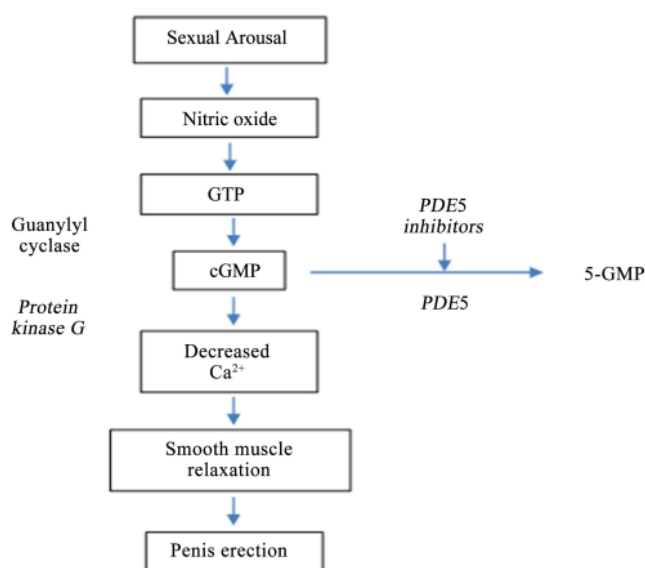 Sexual Arousal
Nitric oxide
GTP
Guanylyl
cyclase
PDE5
inhibitors
cGMP
5-GMP
PDE5
Protein
kinase G
Decreased
Ca²⁺
Smooth muscle
relaxation
Penis erection